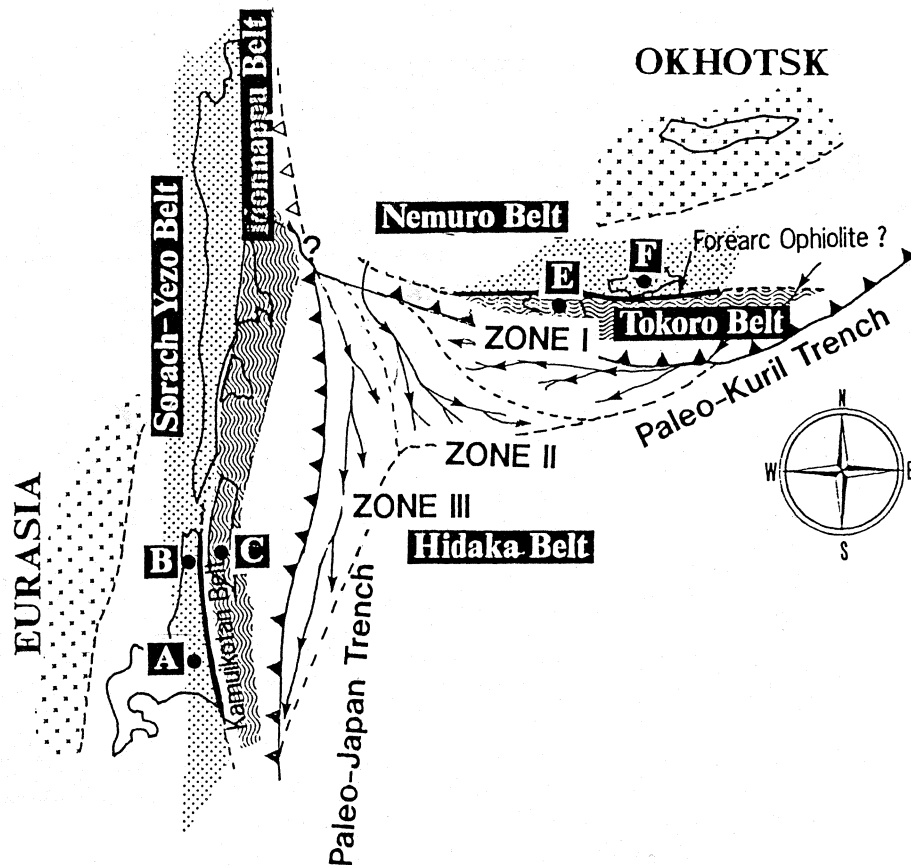 OKHOTSK
Nemuro Belt
Forearc Ophiolite ?
F
E
Tokoro Belt
ZONE I
Paleo-Kuril Trench
ZONE II
ZONE III
Hidaka Belt
Paleo-Japan Trench
?
Sorach-Yezo Belt
Belt
EURASIA
B
C
A
Kamuikotan Belt
N
W
E
S